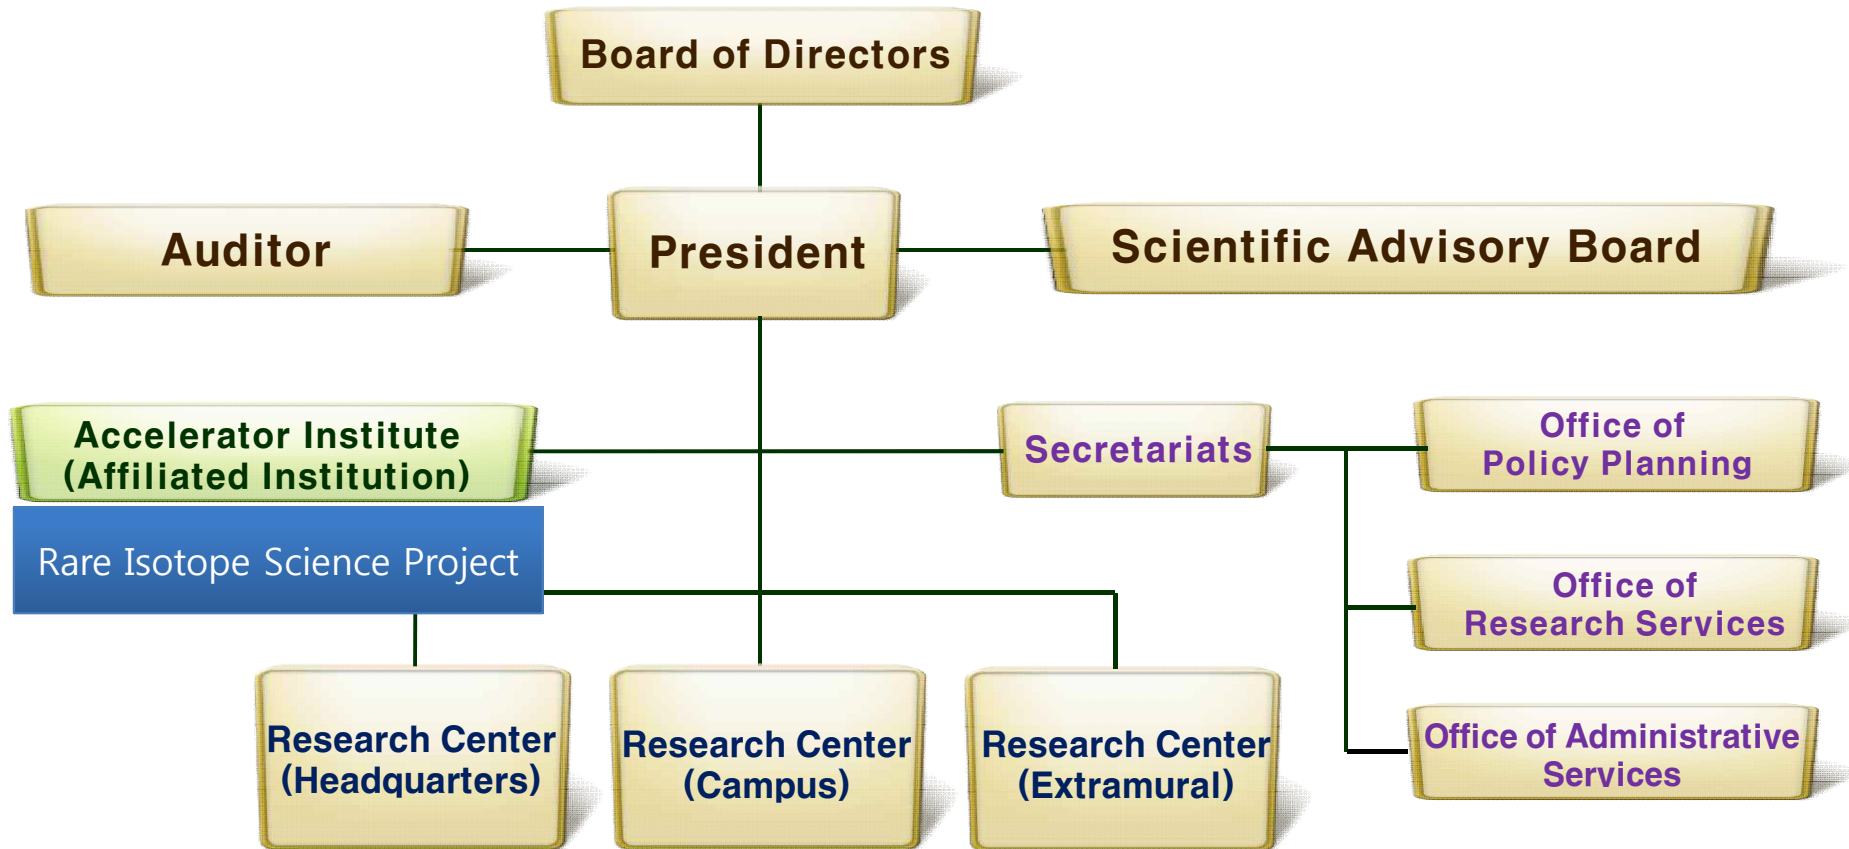 Board of Directors
Auditor
President
Scientific Advisory Board
Accelerator Institute
(Affiliated Institution)
Secretariats
Office of
Policy Planning
Rare Isotope Science Project
Office of
Research Services
Research Center
(Headquarters)
Research Center
(Campus)
Research Center
(Extramural)
Office of Administrative
Services